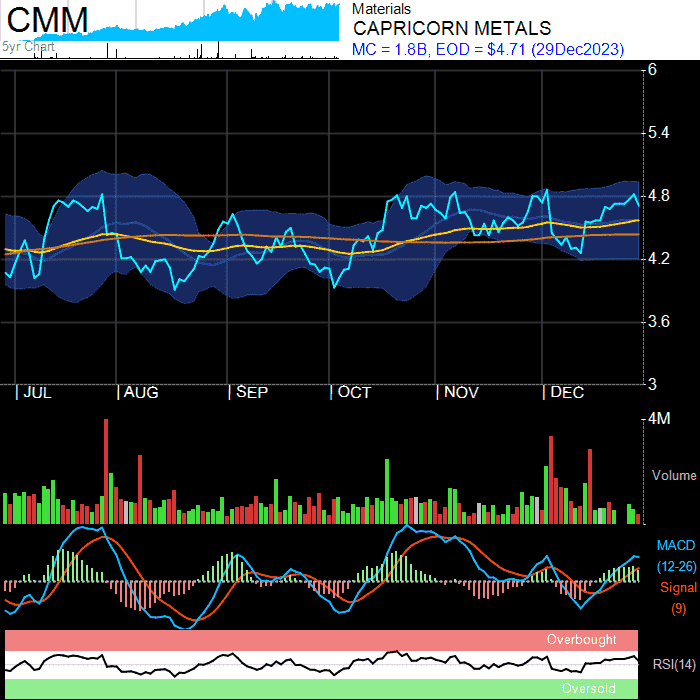 CMM
5yr Chart
Materials
CAPRICORN METALS
MC = 1.8B, EOD = $4.71 (29Dec2023)
6
5.4
4.8
4.2
3.6
3
| JUL | AUG | SEP | OCT | NOV | DEC
4M
Volume
MACD
(12-26)
Signal
(9)
Overbought
RSI(14)
Oversold